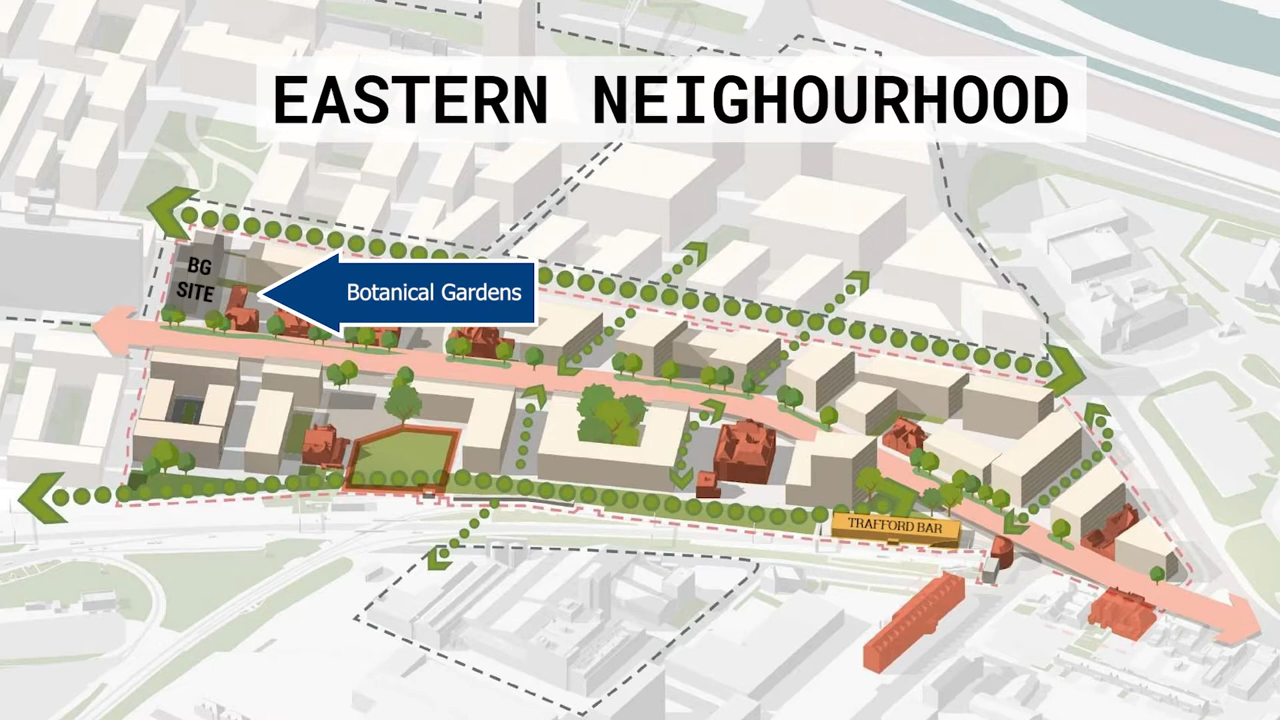 EASTERN NEIGHOURHOOD
BG
SITE
Botanical Gardens
TRAFFORD BAR